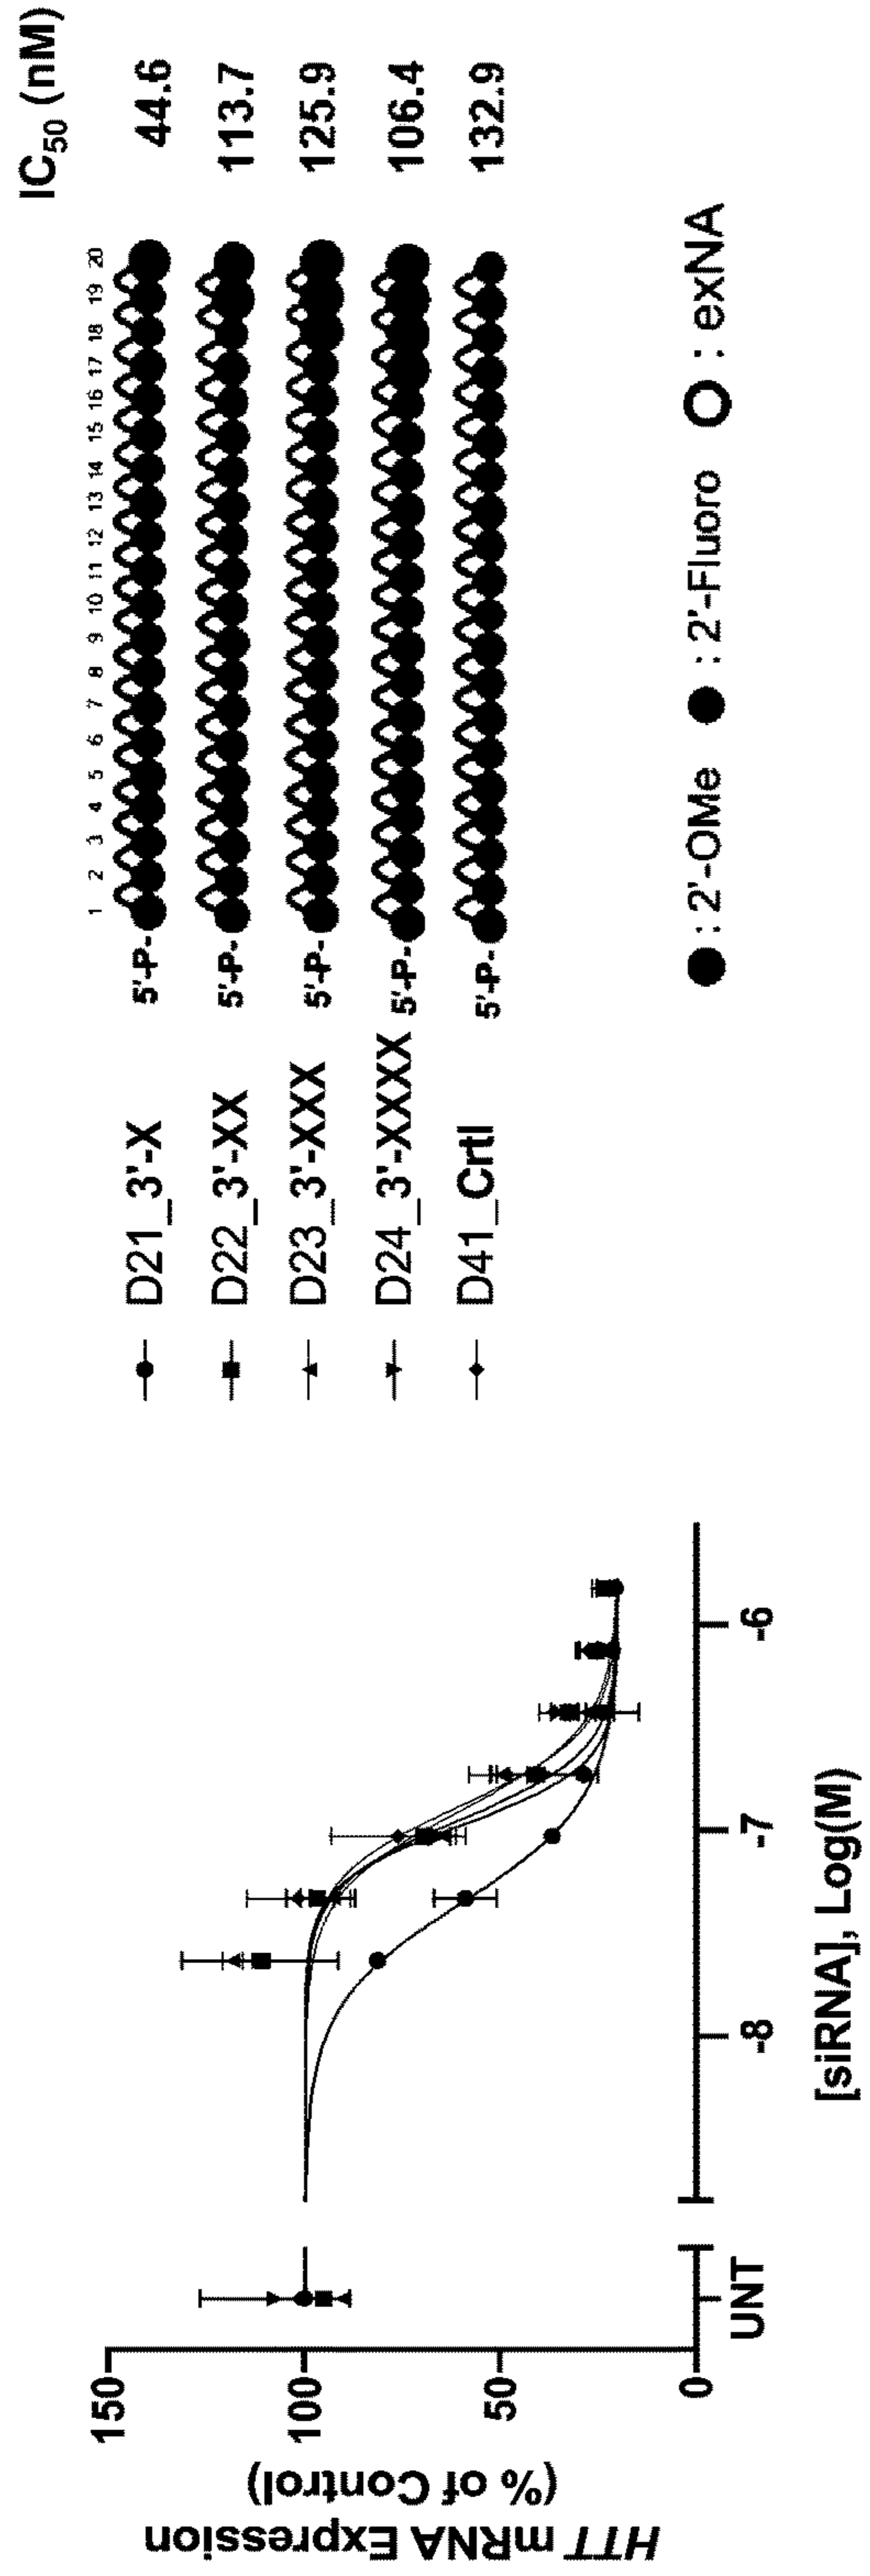 HTT mRNA Expression
(% of Control)
150
100
50
0
UNT
-8
-7
-6
[siRNA], Log(M)
IC50 (nM)
1 2 3 4 5 6 7 8 9 10 11 12 13 14 15 16 17 18 19 20
D21_3'-X 5'-P- 44.6
D22_3'-XX 5'-P- 113.7
D23_3'-XXX 5'-P- 125.9
D24_3'-XXXX 5'-P- 106.4
D41_Crtl 5'-P- 132.9
: 2'-OMe : 2'-Fluoro : exNA